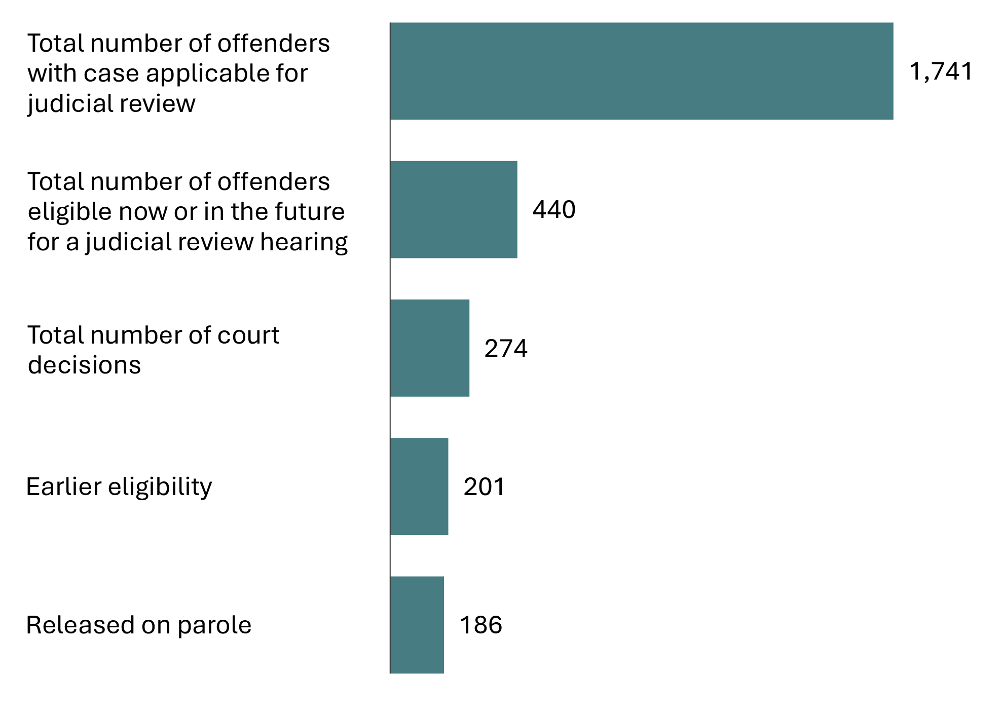 Total number of offenders
with case applicable for
judicial review
1,741
Total number of offenders
eligible now or in the future
for a judicial review hearing
440
Total number of court
decisions
274
Earlier eligibility
201
Released on parole
186